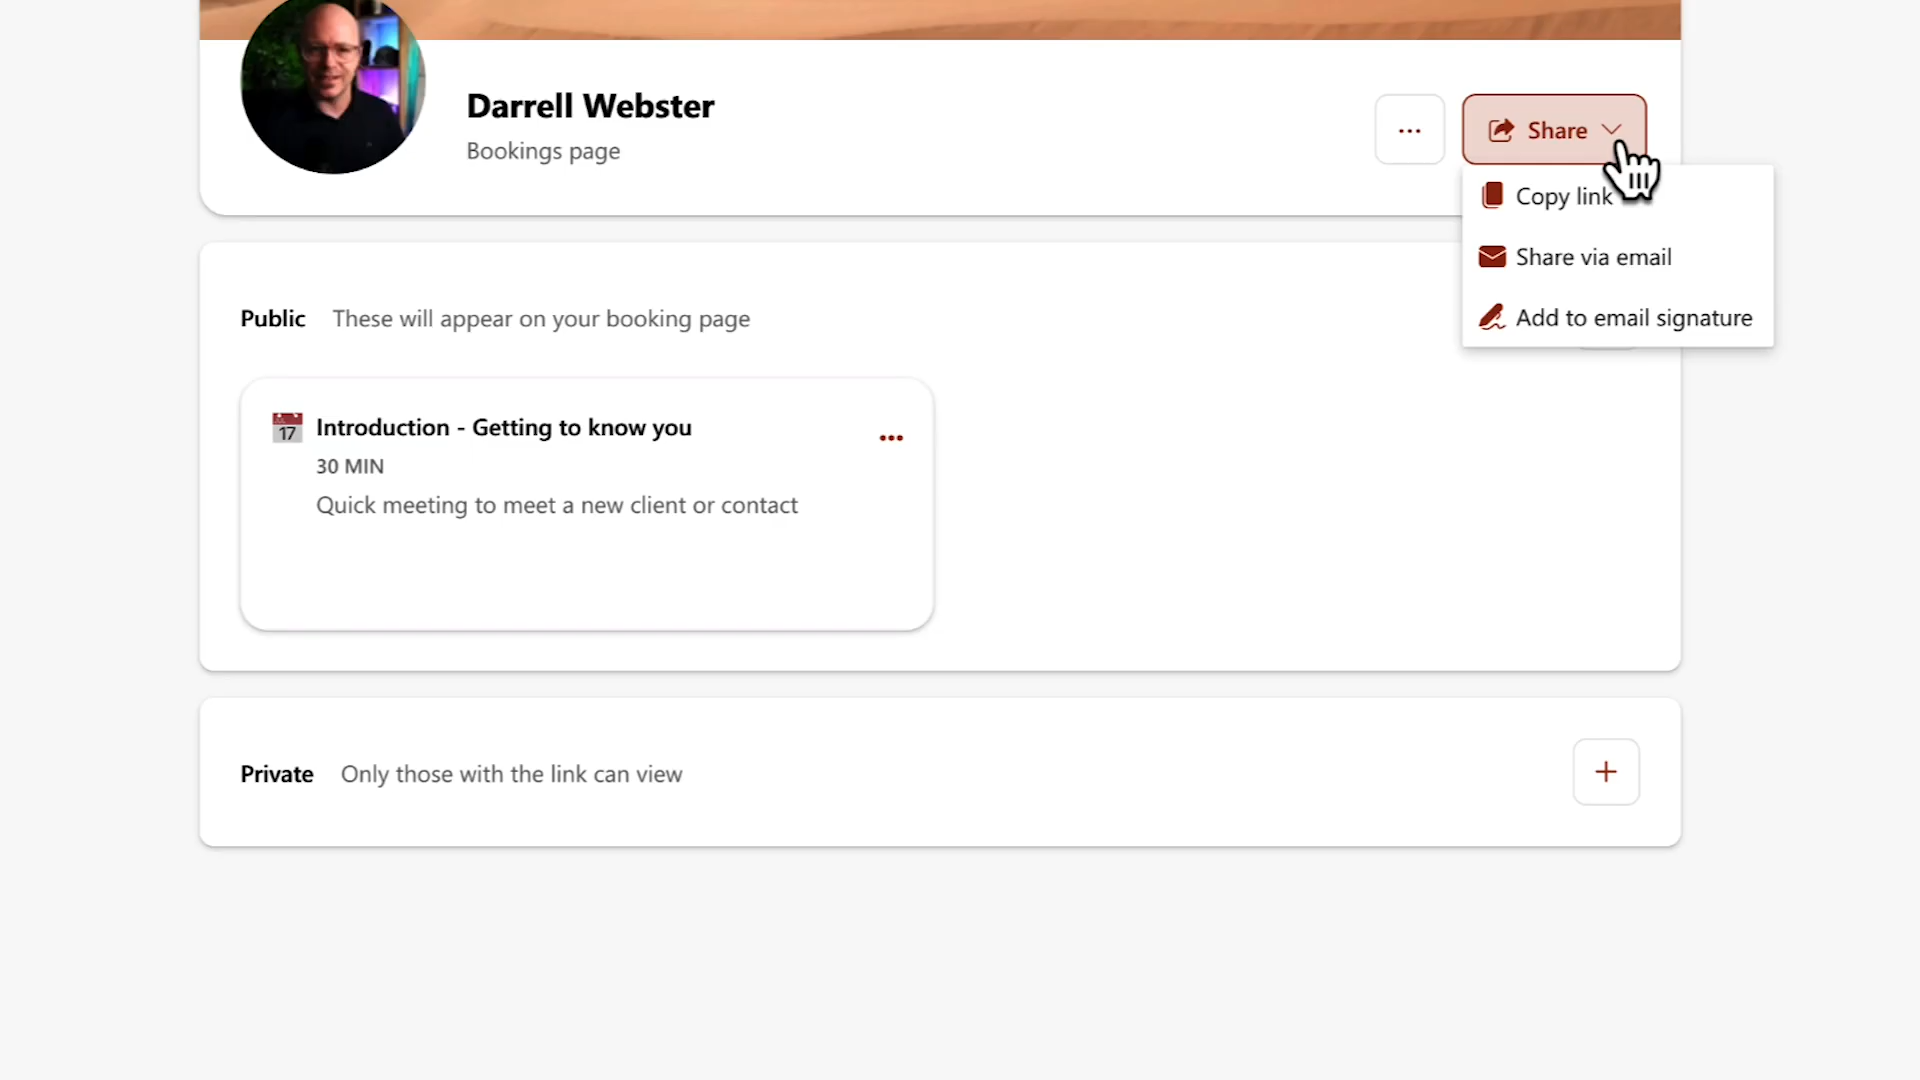 Darrell Webster
Bookings page
Share
Copy link
Share via email
Add to email signature
Public These will appear on your booking page
17 Introduction - Getting to know you
30 MIN
Quick meeting to meet a new client or contact
Private Only those with the link can view